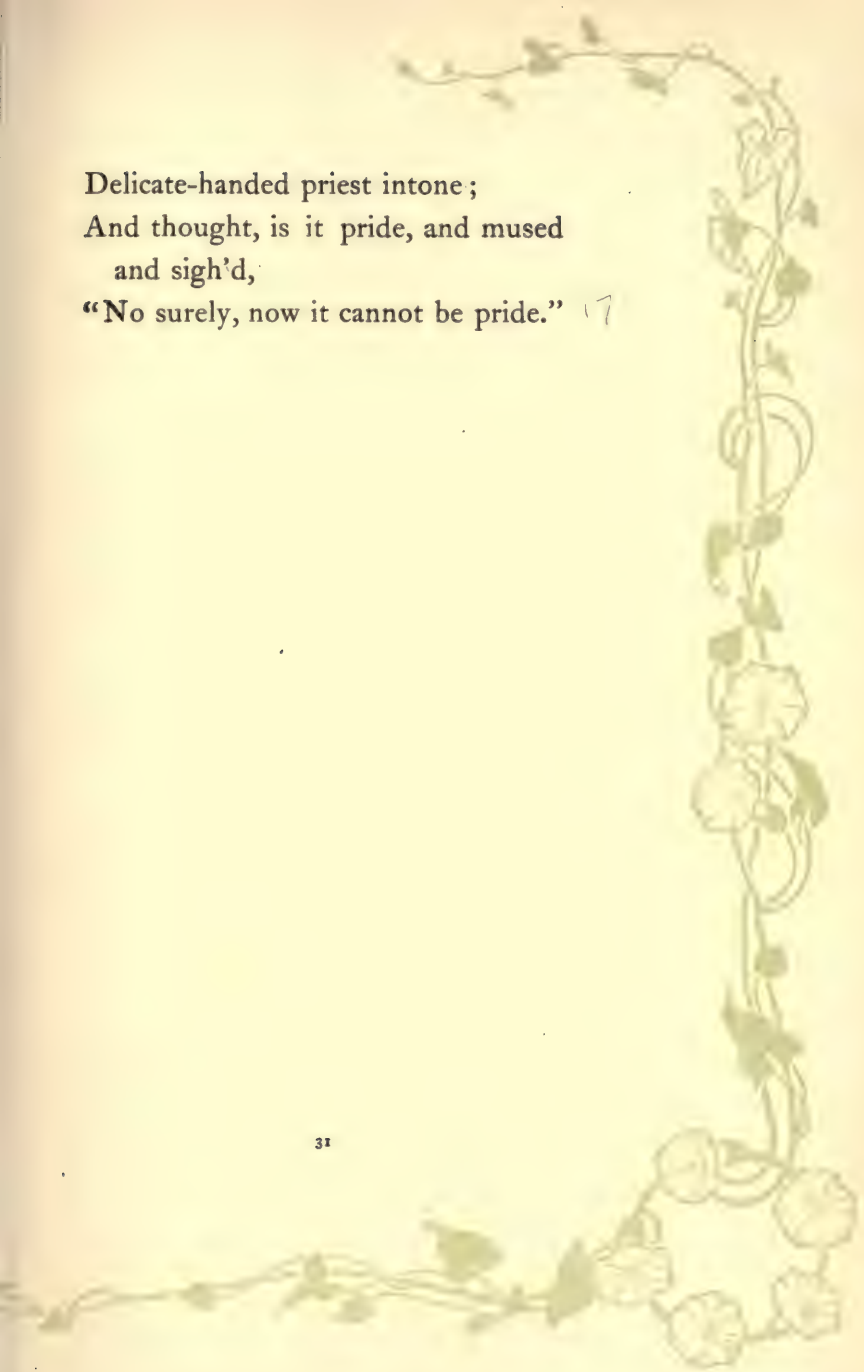 Delicate-handed priest intone;
And thought, is it pride, and mused
and sigh'd,
"No surely, now it cannot be pride." 17
31